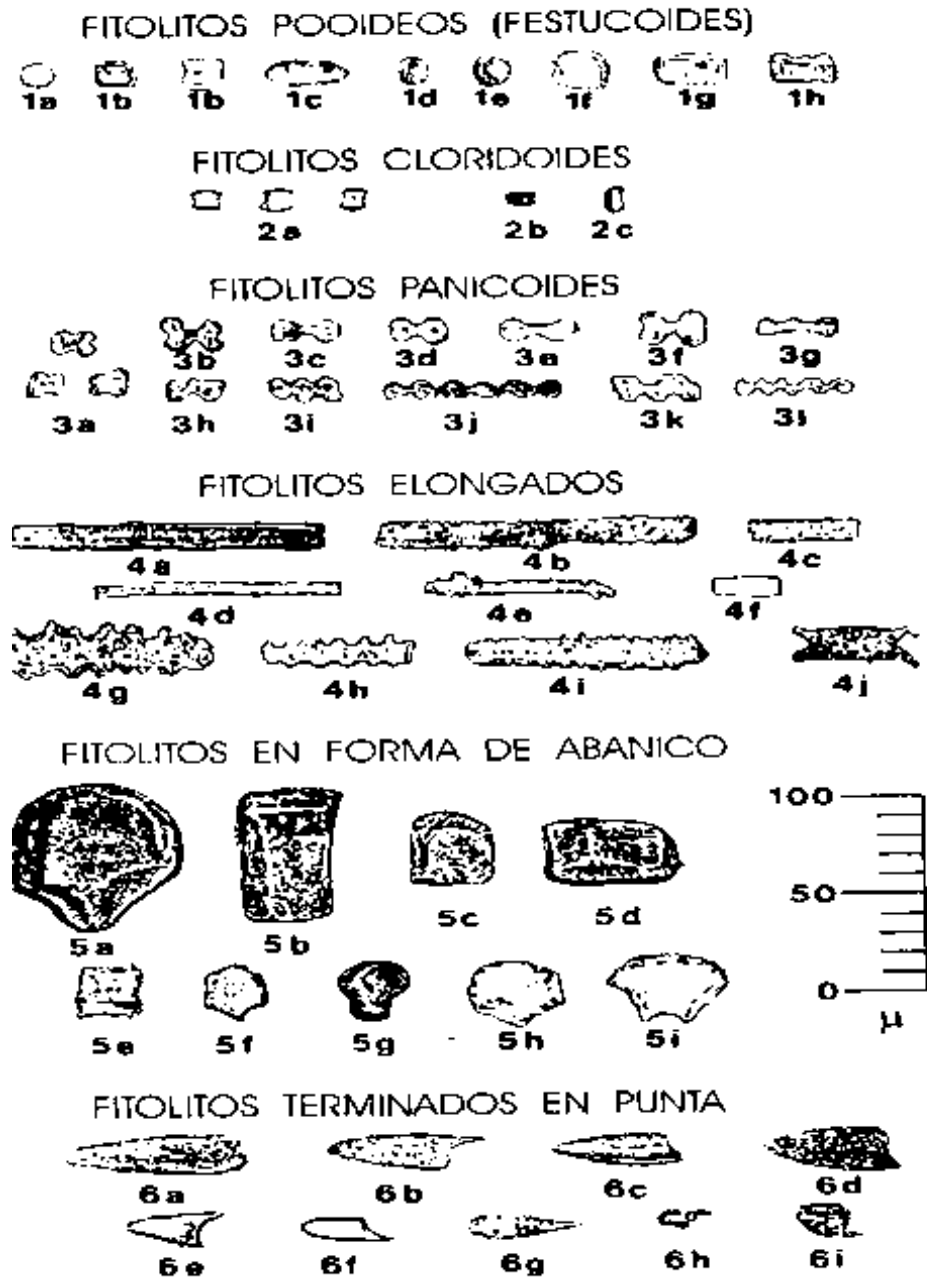 FITOLITOS POOIDEOS (FESTUCOIDES)
1a 1b 1b 1c 1d 1e 1f 1g 1h
FITOLITOS CLORIDOIDES
2a 2b 2c
FITOLITOS PANICOIDES
3b 3c 3d 3e 3f 3g
3a 3h 3i 3j 3k 3l
FITOLITOS ELONGADOS
4a 4b 4c
4d 4e 4f
4g 4h 4i 4j
FITOLITOS EN FORMA DE ABANICO
100
50
0
µ
5a 5b 5c 5d
5e 5f 5g 5h 5i
FITOLITOS TERMINADOS EN PUNTA
6a 6b 6c 6d
6e 6f 6g 6h 6i